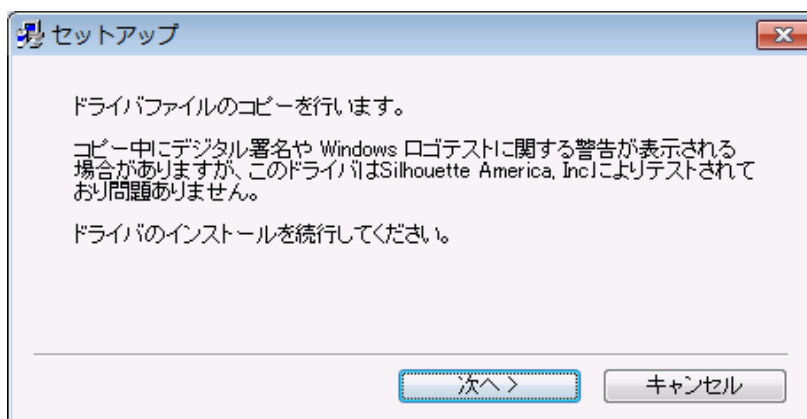 セットアップ
ドライバファイルのコピーを行います。
コピー中にデジタル署名や Windows ロゴテストに関する警告が表示される
場合がありますが、このドライバはSilhouette America, Incによりテストされて
おり問題ありません。
ドライバのインストールを続行してください。
次へ >
キャンセル